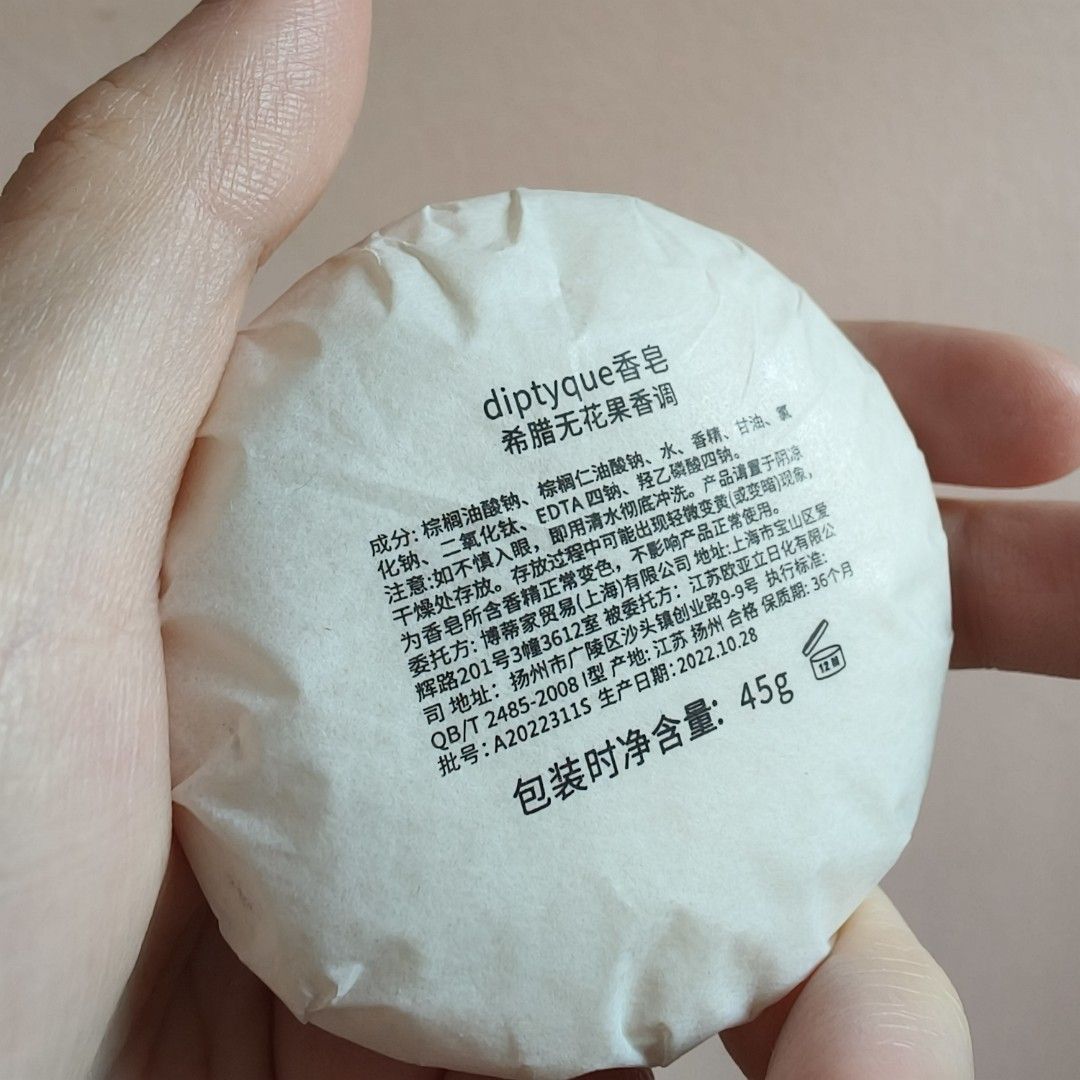 diptyque香皂
希腊无花果香调
成分: 棕榈油酸钠、棕榈仁油酸钠、水、香精、甘油、氯
化钠、二氧化钛、EDTA 四钠、羟乙磷酸四钠。
注意:如不慎入眼，即用清水彻底冲洗。产品请置于阴凉
干燥处存放。存放过程中可能出现轻微变黄(或变暗)现象，
为香皂所含香精正常变色，不影响产品正常使用。
委托方: 博蒂家贸易(上海)有限公司 地址:上海市宝山区爱
辉路201号3幢3612室 被委托方：江苏欧亚立日化有限公
司 地址：扬州市广陵区沙头镇创业路9-9号 执行标准:
QB/T 2485-2008 I型 产地: 江苏 扬州 合格 保质期: 36个月
批号: A2022311S 生产日期: 2022.10.28
12 M
包装时净含量: 45g